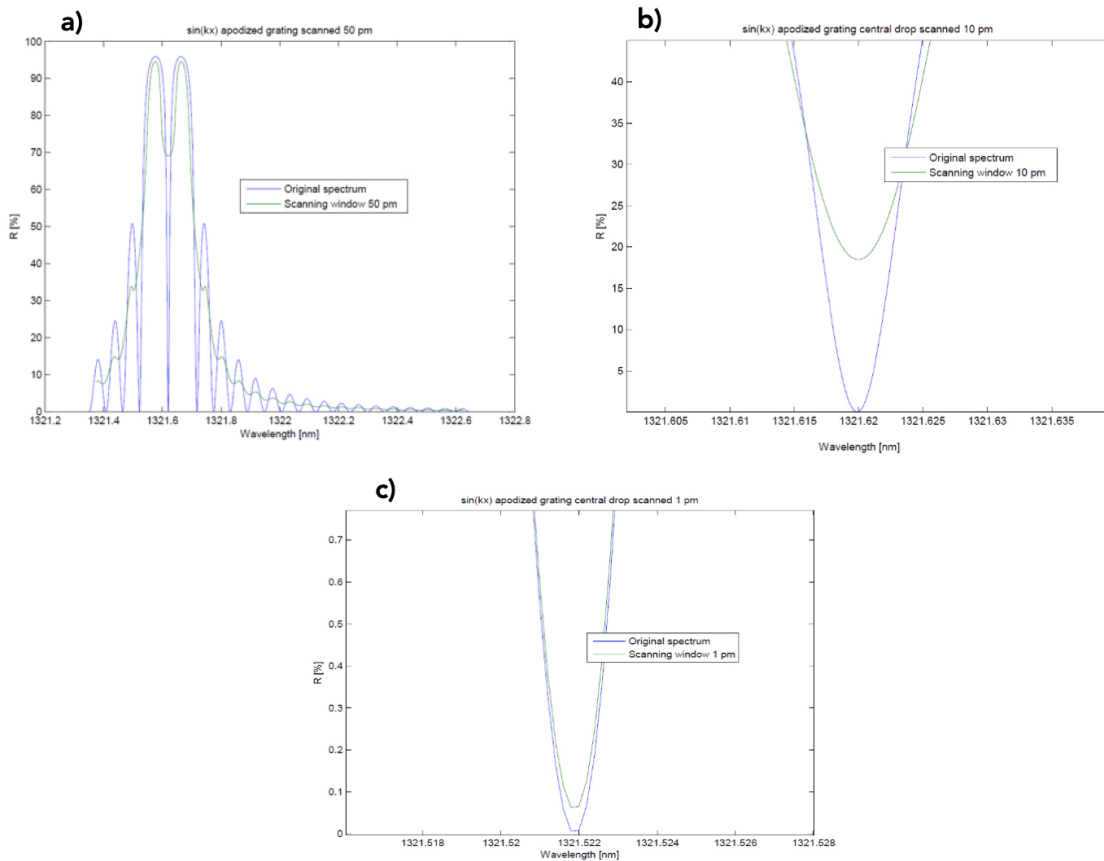 a)
sin(kx) apodized grating scanned 50 pm
100
90
80
70
60
50
40
30
20
10
0
R [%]
Original spectrum
Scanning window 50 pm
1321.2 1321.4 1321.6 1321.8 1322 1322.2 1322.4 1322.6 1322.8
Wavelength [nm]
b)
sin(kx) apodized grating central drop scanned 10 pm
40
35
30
25
20
15
10
5
R [%]
Original spectrum
Scanning window 10 pm
1321.605 1321.61 1321.615 1321.62 1321.625 1321.63 1321.635
Wavelength [nm]
c)
sin(kx) apodized grating central drop scanned 1 pm
0.7
0.6
0.5
0.4
0.3
0.2
0.1
0
R [%]
Original spectrum
Scanning window 1 pm
1321.518 1321.52 1321.522 1321.524 1321.526 1321.528
Wavelength [nm]